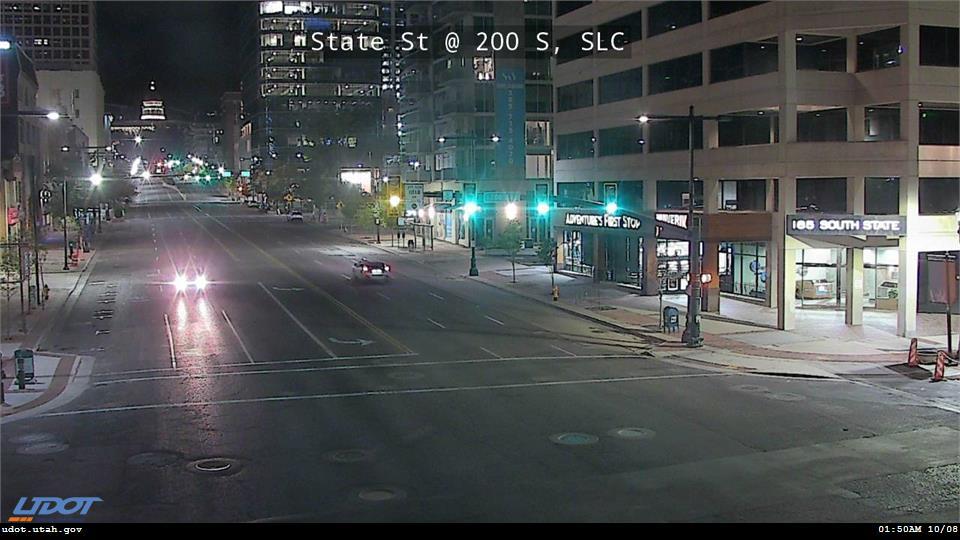 State St @ 200 S, SLC
ADVENTURE'S FIRST STOP
165 SOUTH STATE
UDOT
udot.utah.gov
01:50AM 10/08